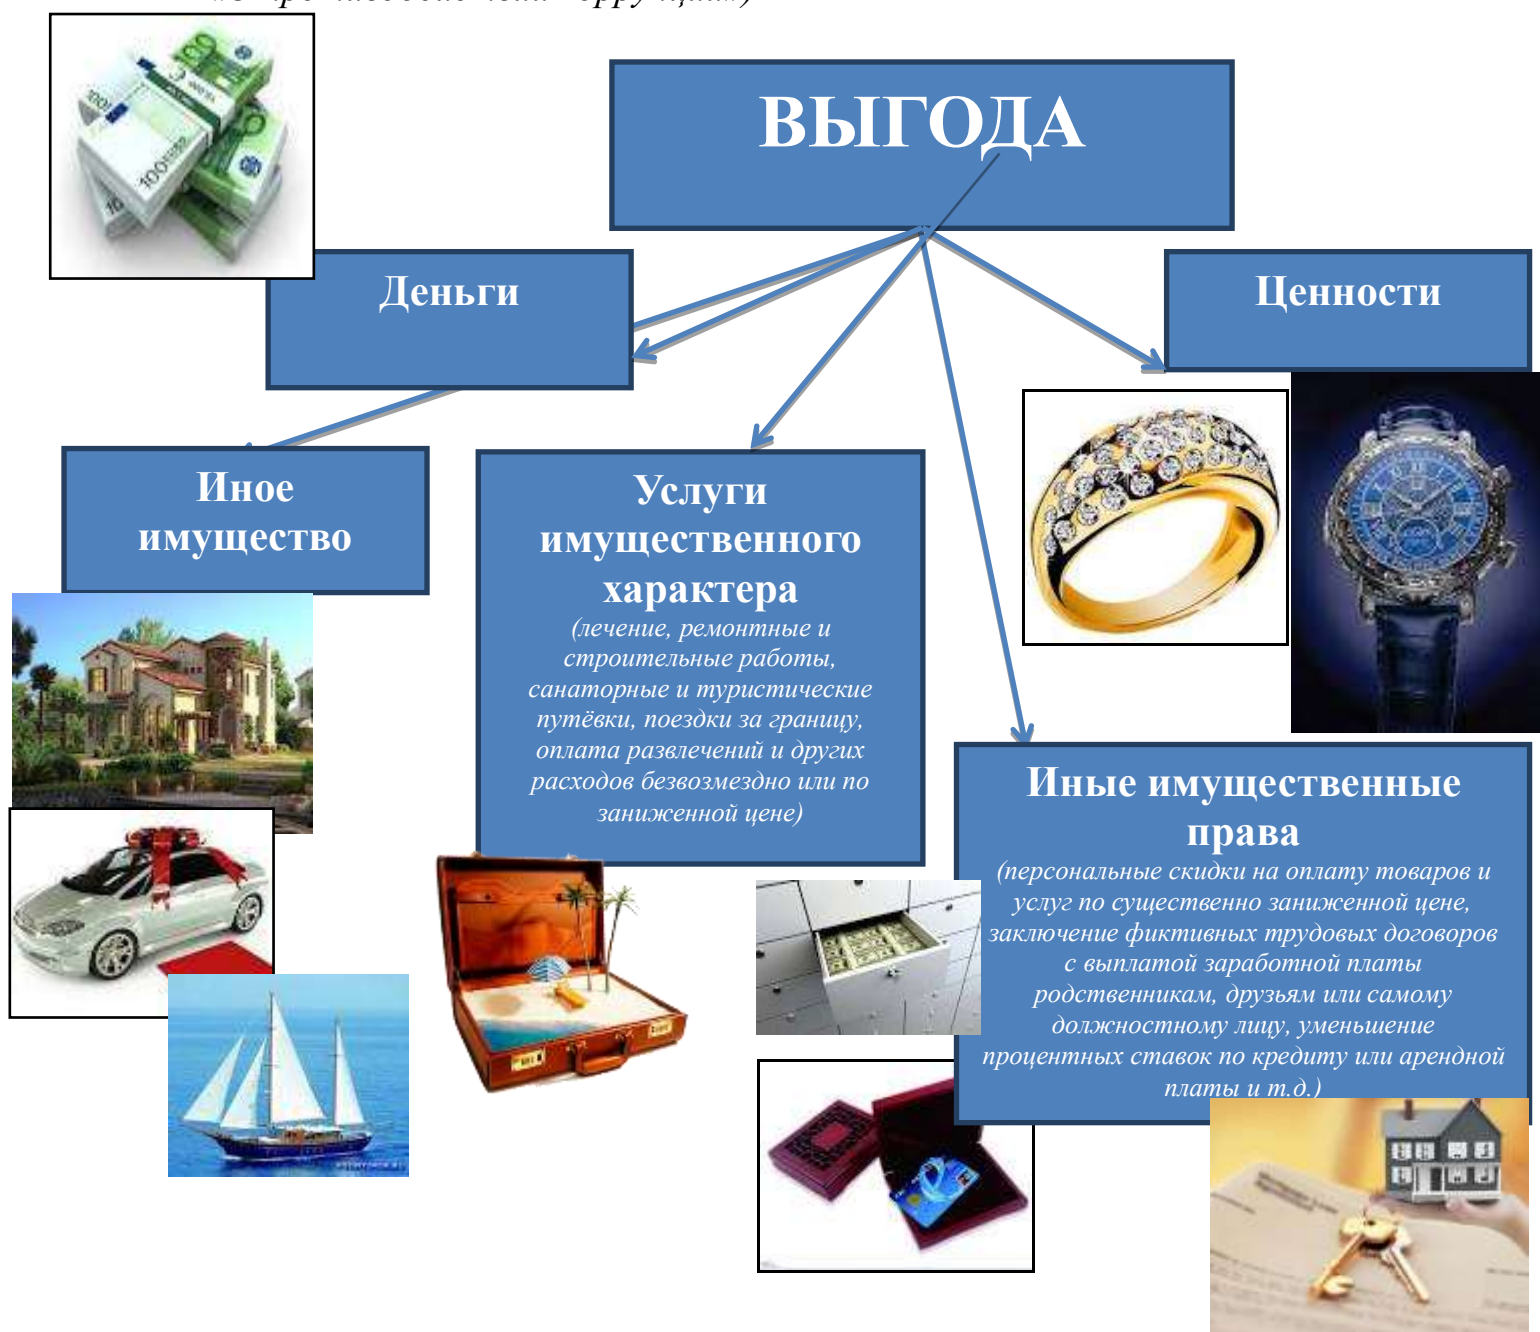 ВЫГОДА
Деньги
Ценности
Иное
имущество
Услуги
имущественного
характера
(лечение, ремонтные и
строительные работы,
санаторные и туристические
путёвки, поездки за границу,
оплата развлечений и других
расходов безвозмездно или по
заниженной цене)
Иные имущественные
права
(персональные скидки на оплату товаров и
услуг по существенно заниженной цене,
заключение фиктивных трудовых договоров
с выплатой заработной платы
родственникам, друзьям или самому
должностному лицу, уменьшение
процентных ставок по кредиту или арендной
платы и т.д.)